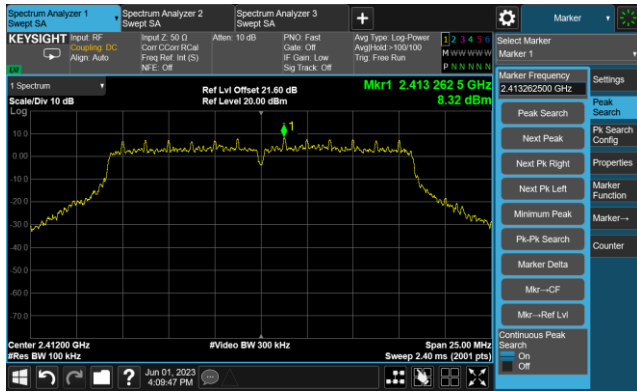 Spectrum Analyzer 1
Swept SA
Spectrum Analyzer 2
Swept SA
Spectrum Analyzer 3
Swept SA
Marker
KEYSIGHT
Input: RF
Coupling: DC
Align: Auto
Input Z: 50 Ω
Corr CCorr RCal
Freq Ref: Int (S)
NFE: Off
Atten: 10 dB
PNO: Fast
Gate: Off
IF Gain: Low
Sig Track: Off
Avg Type: Log-Power
Avg|Hold:>100/100
Trig: Free Run
1 2 3 4 5 6
M W W W W W
P N N N N N
Select Marker
Marker 1
1 Spectrum
Scale/Div 10 dB
Log
Ref Lvl Offset 21.60 dB
Ref Level 20.00 dBm
Mkr1 2.413 262 5 GHz
8.32 dBm
1
10.0
0.00
-10.0
-20.0
-30.0
-40.0
-50.0
-60.0
-70.0
Center 2.41200 GHz
#Res BW 100 kHz
#Video BW 300 kHz
Span 25.00 MHz
Sweep 2.40 ms (2001 pts)
Marker Frequency
2.413262500 GHz
Peak Search
Next Peak
Next Pk Right
Next Pk Left
Minimum Peak
Pk-Pk Search
Marker Delta
Mkr→CF
Mkr→Ref Lvl
Continuous Peak
Search
On
Off
Settings
Peak
Search
Pk Search
Config
Properties
Marker
Function
Marker→
Counter
?
Jun 01, 2023
4:09:47 PM